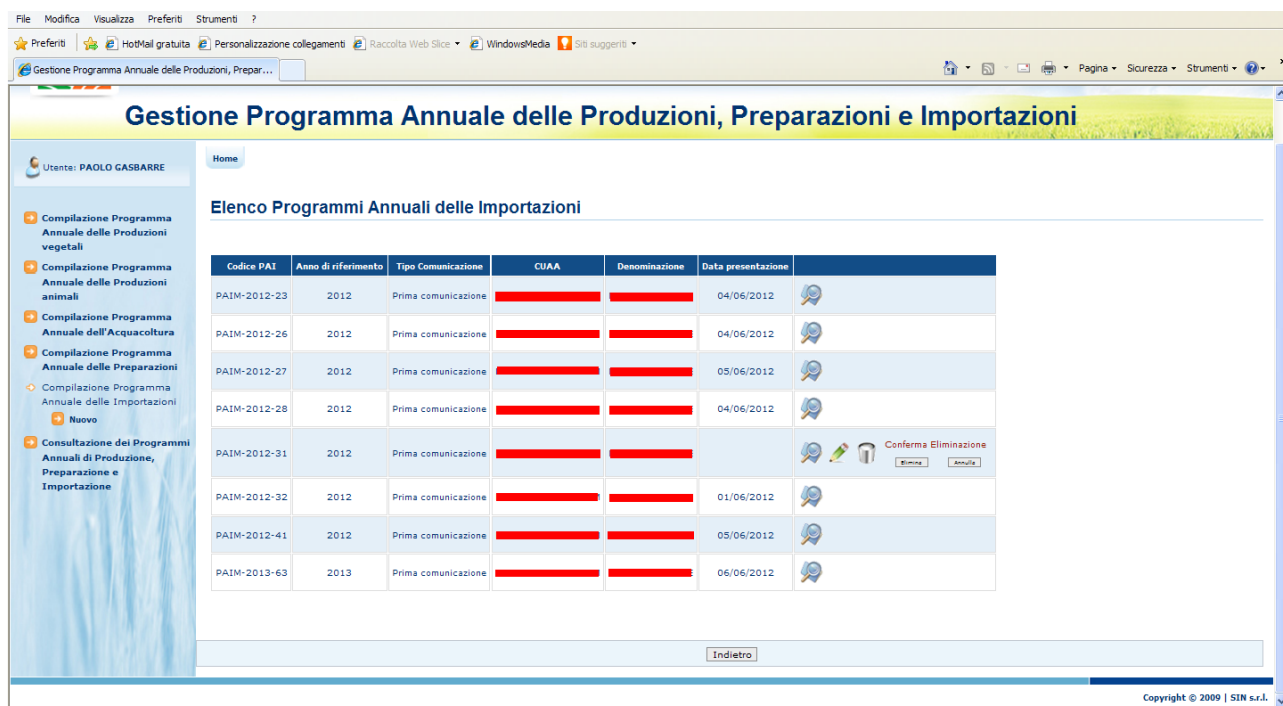 File Modifica Visualizza Preferiti Strumenti ?
Preferiti HotMail gratuita Personalizzazione collegamenti Raccolta Web Slice WindowsMedia Siti suggeriti
Gestione Programma Annuale delle Produzioni, Prepar... Pagina Sicurezza Strumenti
Gestione Programma Annuale delle Produzioni, Preparazioni e Importazioni
Utente: PAOLO GASBARRE
Home
Compilazione Programma
Annuale delle Produzioni
vegetali
Compilazione Programma
Annuale delle Produzioni
animali
Compilazione Programma
Annuale dell'Acquacoltura
Compilazione Programma
Annuale delle Preparazioni
Compilazione Programma
Annuale delle Importazioni
Nuovo
Consultazione dei Programmi
Annuali di Produzione,
Preparazione e
Importazione
Elenco Programmi Annuali delle Importazioni
Codice PAI Anno di riferimento Tipo Comunicazione CUAA Denominazione Data presentazione
PAIM-2012-23 2012 Prima comunicazione 04/06/2012
PAIM-2012-26 2012 Prima comunicazione 04/06/2012
PAIM-2012-27 2012 Prima comunicazione 05/06/2012
PAIM-2012-28 2012 Prima comunicazione 04/06/2012
PAIM-2012-31 2012 Prima comunicazione Conferma Eliminazione
Elimina Annulla
PAIM-2012-32 2012 Prima comunicazione 01/06/2012
PAIM-2012-41 2012 Prima comunicazione 05/06/2012
PAIM-2013-63 2013 Prima comunicazione 06/06/2012
Indietro
Copyright © 2009 | SIN s.r.l.